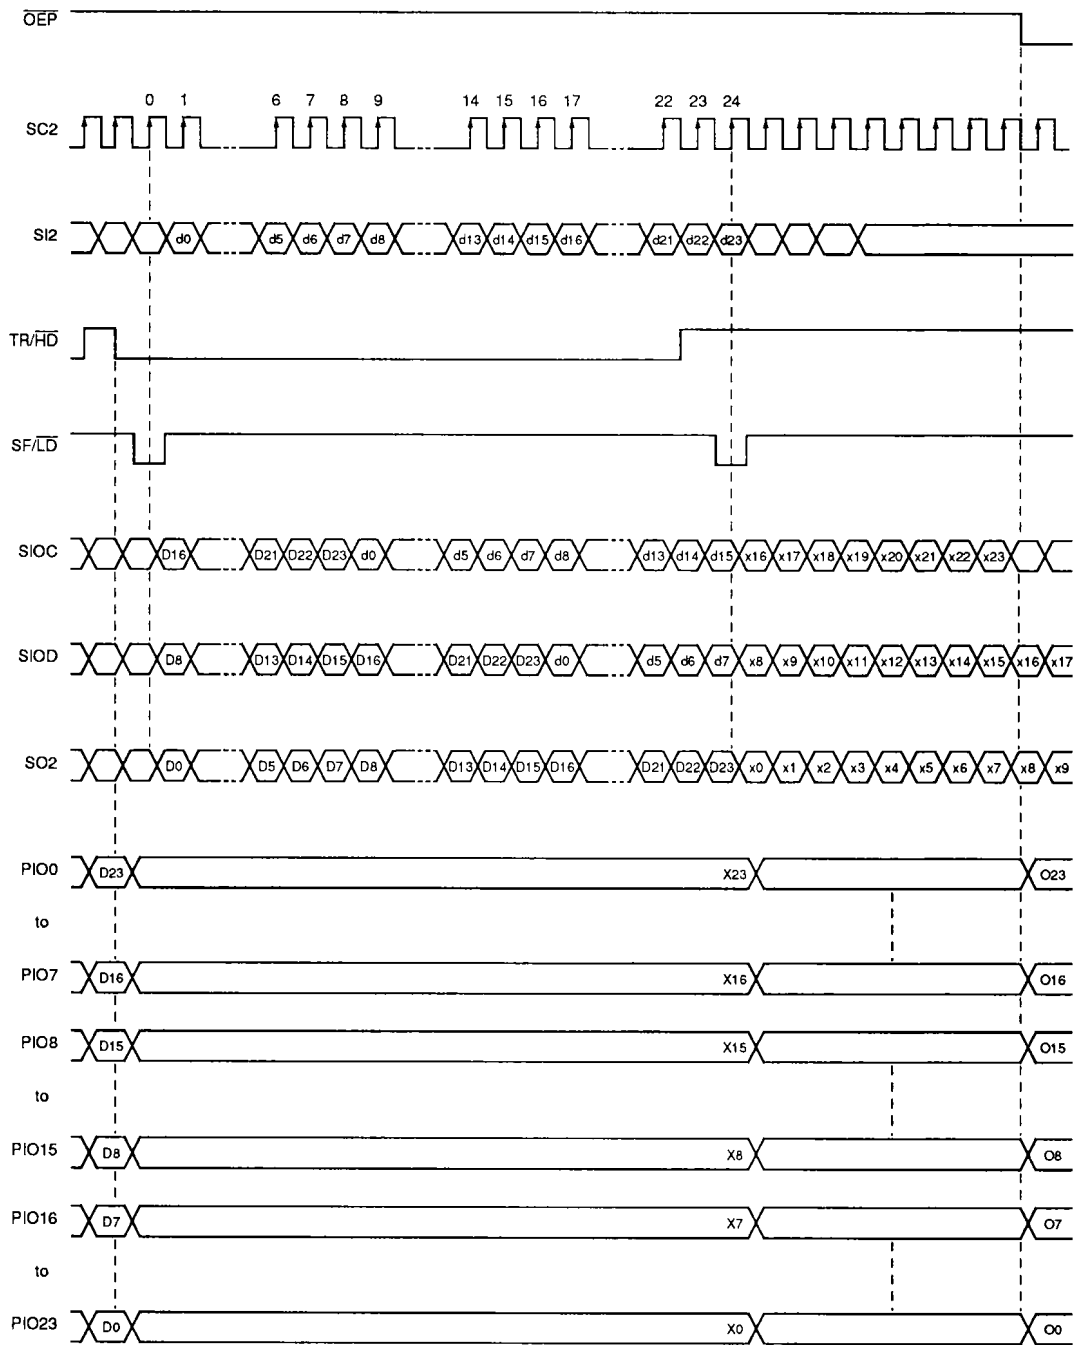 OEP
0 1 6 7 8 9 14 15 16 17 22 23 24
SC2
SI2 d0 d5 d6 d7 d8 d13 d14 d15 d16 d21 d22 d23
TR/HD
SF/LD
SIOC D16 D21 D22 D23 d0 d5 d6 d7 d8 d13 d14 d15 x16 x17 x18 x19 x20 x21 x22 x23
SIOD D8 D13 D14 D15 D16 D21 D22 D23 d0 d5 d6 d7 x8 x9 x10 x11 x12 x13 x14 x15 x16 x17
SO2 D0 D5 D6 D7 D8 D13 D14 D15 D16 D21 D22 D23 x0 x1 x2 x3 x4 x5 x6 x7 x8 x9
PIO0 D23 X23 O23
to
PIO7 D16 X16 O16
PIO8 D15 X15 O15
to
PIO15 D8 X8 O8
PIO16 D7 X7 O7
to
PIO23 D0 X0 O0